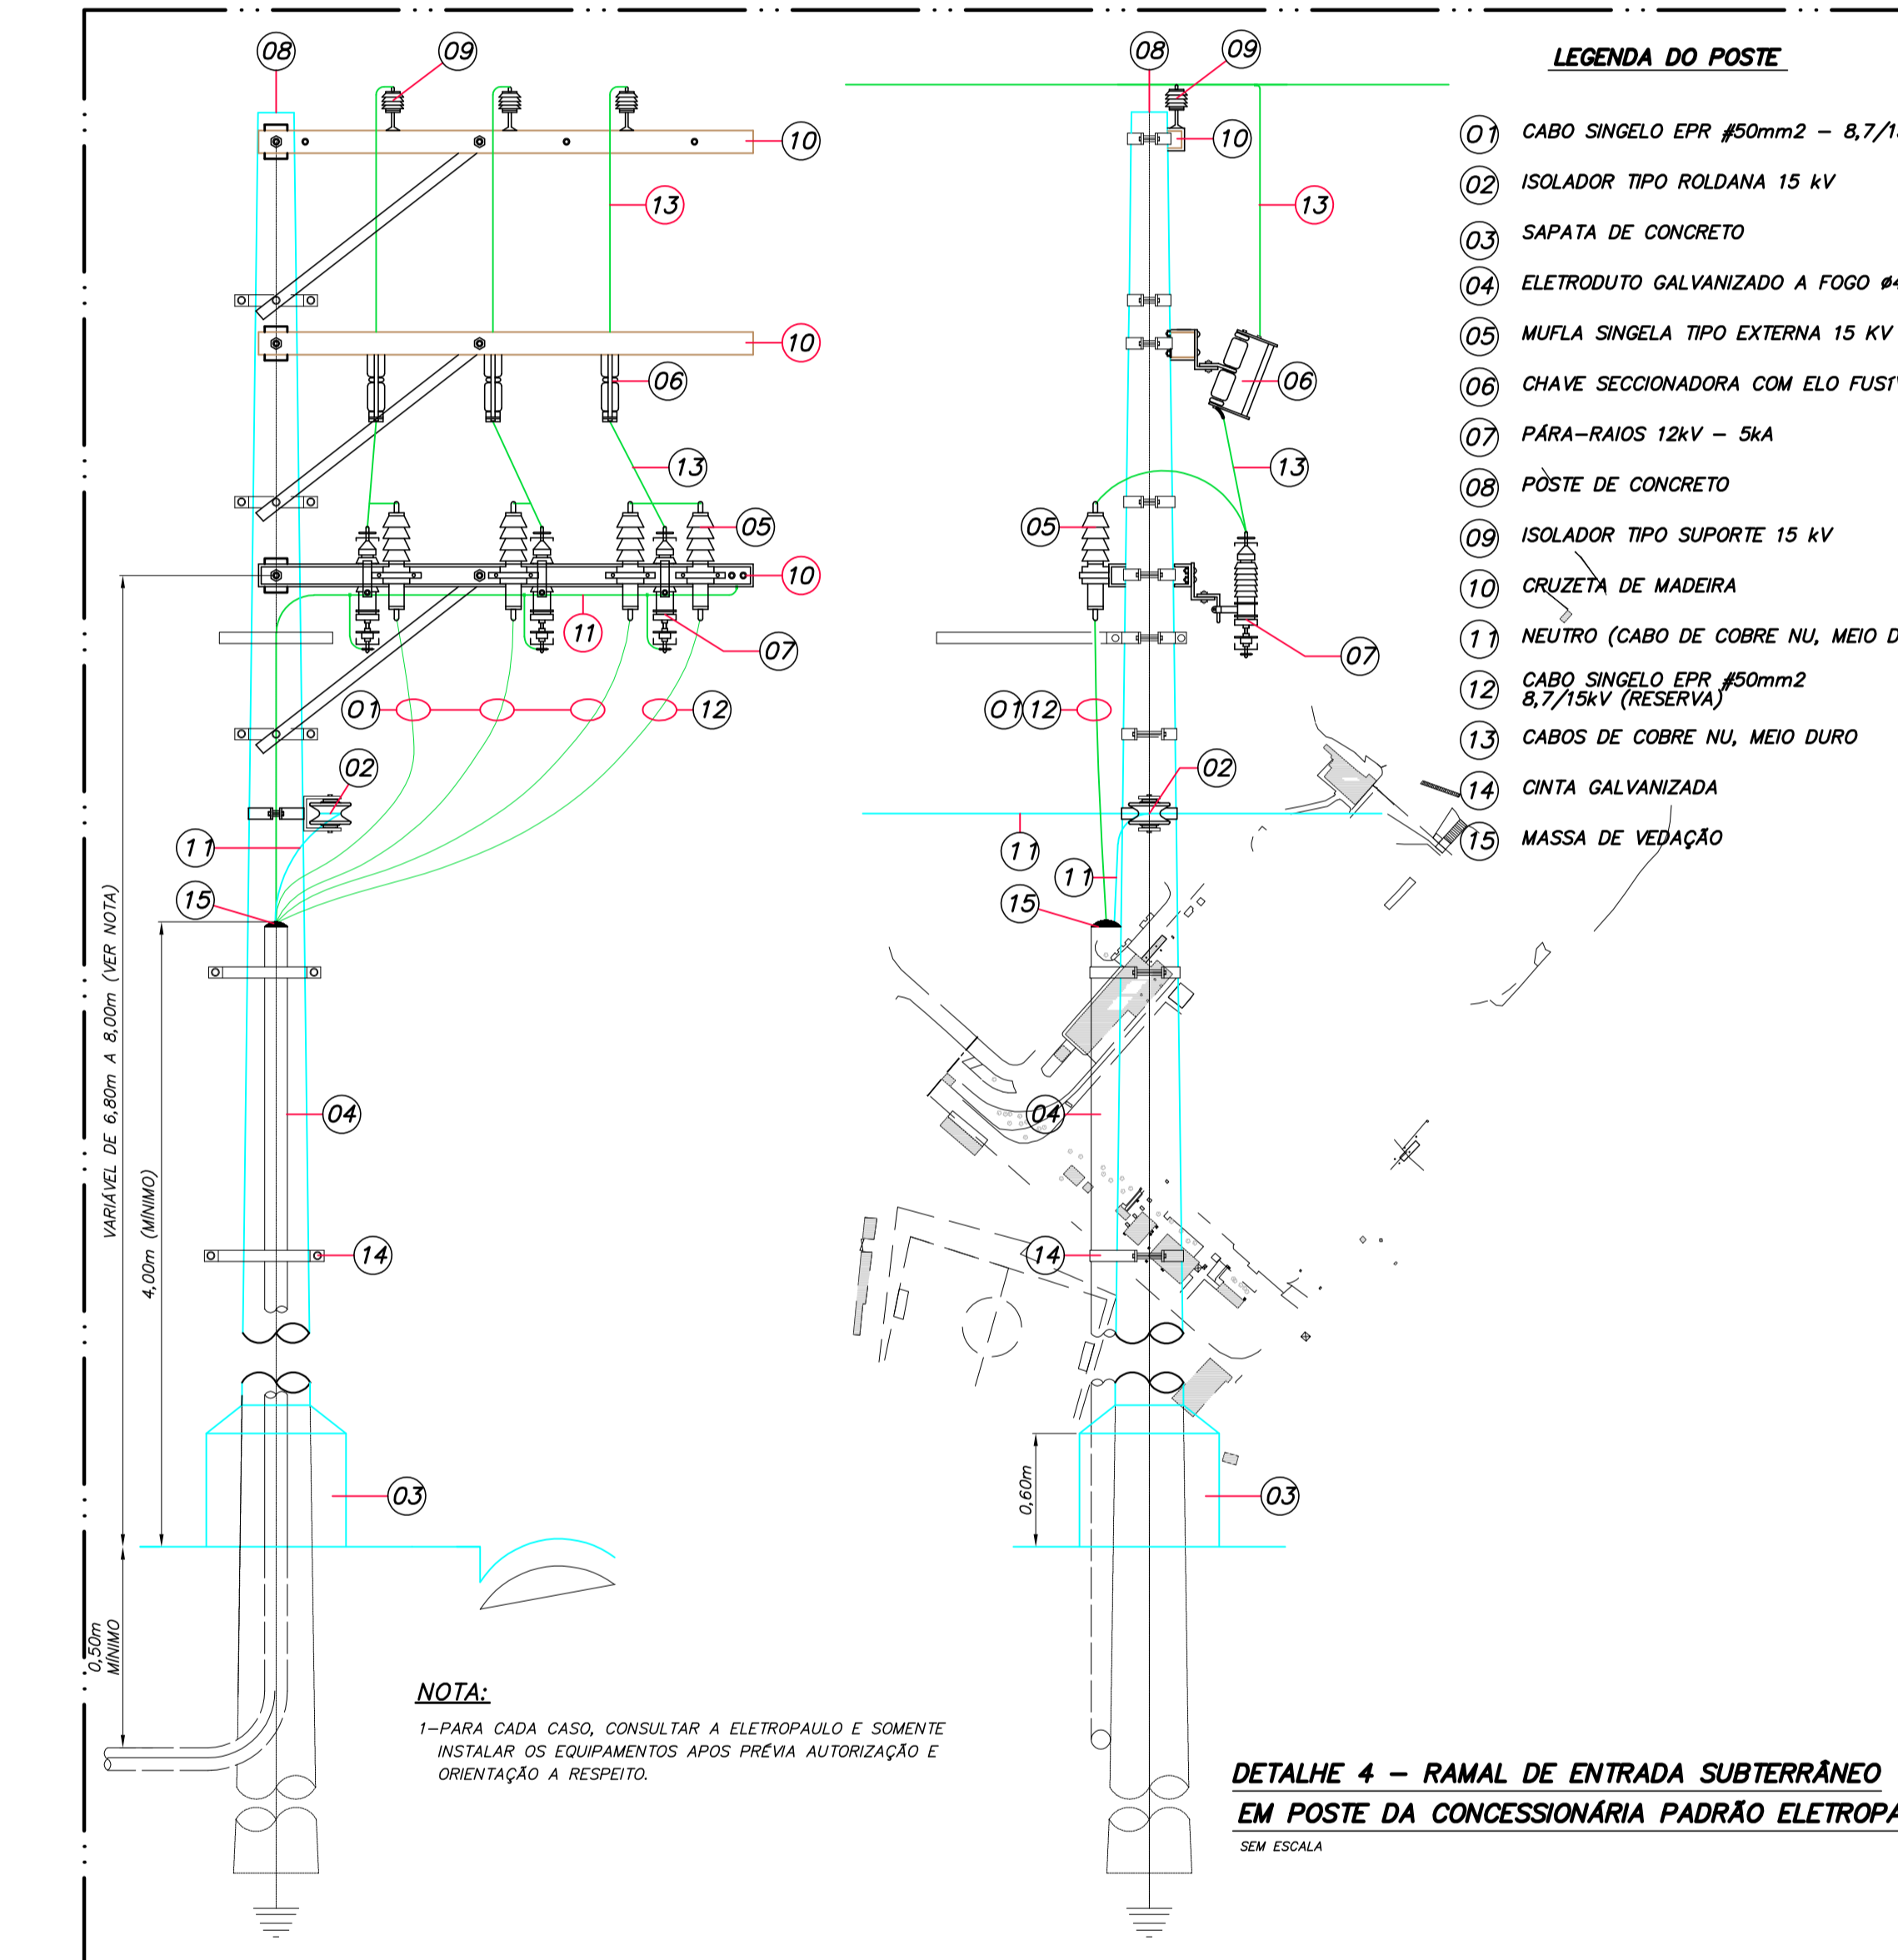 08
09
10
13
10
06
13
05
10
11
07
01
12
02
11
15
04
14
03
VARIÁVEL DE 6,80m A 8,00m (VER NOTA)
4,00m (MÍNIMO)
0,50m
MÍNIMO
08
09
10
13
06
13
05
07
01 12
02
11
11
15
04
14
0,60m
03
LEGENDA DO POSTE
01 CABO SINGELO EPR #50mm2 – 8,7/1
02 ISOLADOR TIPO ROLDANA 15 kV
03 SAPATA DE CONCRETO
04 ELETRODUTO GALVANIZADO A FOGO ø4
05 MUFLA SINGELA TIPO EXTERNA 15 KV
06 CHAVE SECCIONADORA COM ELO
07 PÁRA–RAIOS 12kV – 5kA
08 POSTE DE CONCRETO
09 ISOLADOR TIPO SUPORTE 15 kV
10 CRUZETA DE MADEIRA
11 NEUTRO (CABO DE COBRE NU, MEIO D
12 CABO SINGELO EPR #50mm2
8,7/15kV (RESERVA)
13 CABOS DE COBRE NU, MEIO DURO
14 CINTA GALVANIZADA
15 MASSA DE VEDAÇÃO
NOTA:
1–PARA CADA CASO, CONSULTAR A ELETROPAULO E SOMENTE
INSTALAR OS EQUIPAMENTOS APOS PRÉVIA AUTORIZAÇÃO E
ORIENTAÇÃO A RESPEITO.
DETALHE 4 – RAMAL DE ENTRADA SUBTERRÂNEO
EM POSTE DA CONCESSIONÁRIA PADRÃO ELETROPA
SEM ESCALA